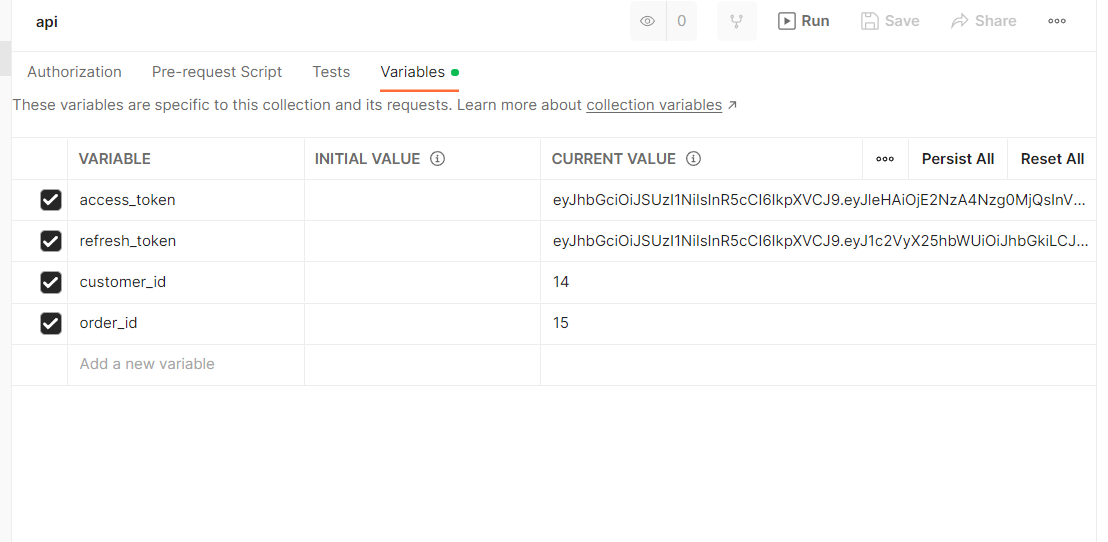 api
0
Run
Save
Share
Authorization Pre-request Script Tests Variables
These variables are specific to this collection and its requests. Learn more about collection variables ↗
VARIABLE INITIAL VALUE CURRENT VALUE Persist All Reset All
access_token eyJhbGciOiJSUzI1NiIsInR5cCI6IkpXVCJ9.eyJleHAiOjE2NzA4Nzg0MjQsInV...
refresh_token eyJhbGciOiJSUzI1NiIsInR5cCI6IkpXVCJ9.eyJ1c2VyX25hbWUiOiJhbGkiLCJ...
customer_id 14
order_id 15
Add a new variable